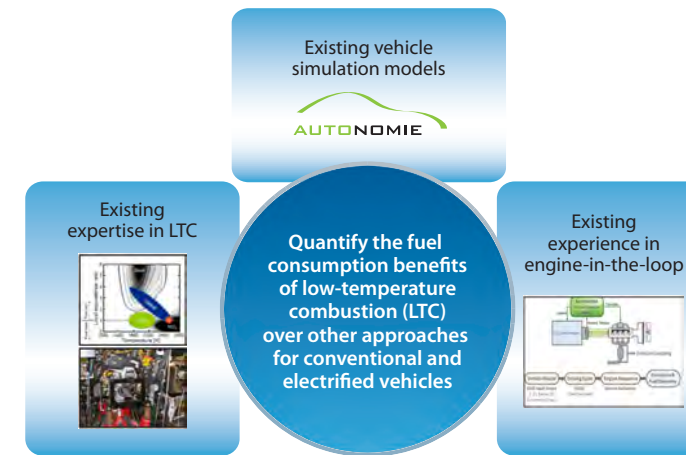 Existing vehicle
simulation models
AUTONOMIE
Existing
expertise in LTC
Temperature [K]
Quantify the fuel
consumption benefits
of low-temperature
combustion (LTC)
over other approaches
for conventional and
electrified vehicles
Existing
experience in
engine-in-the-loop